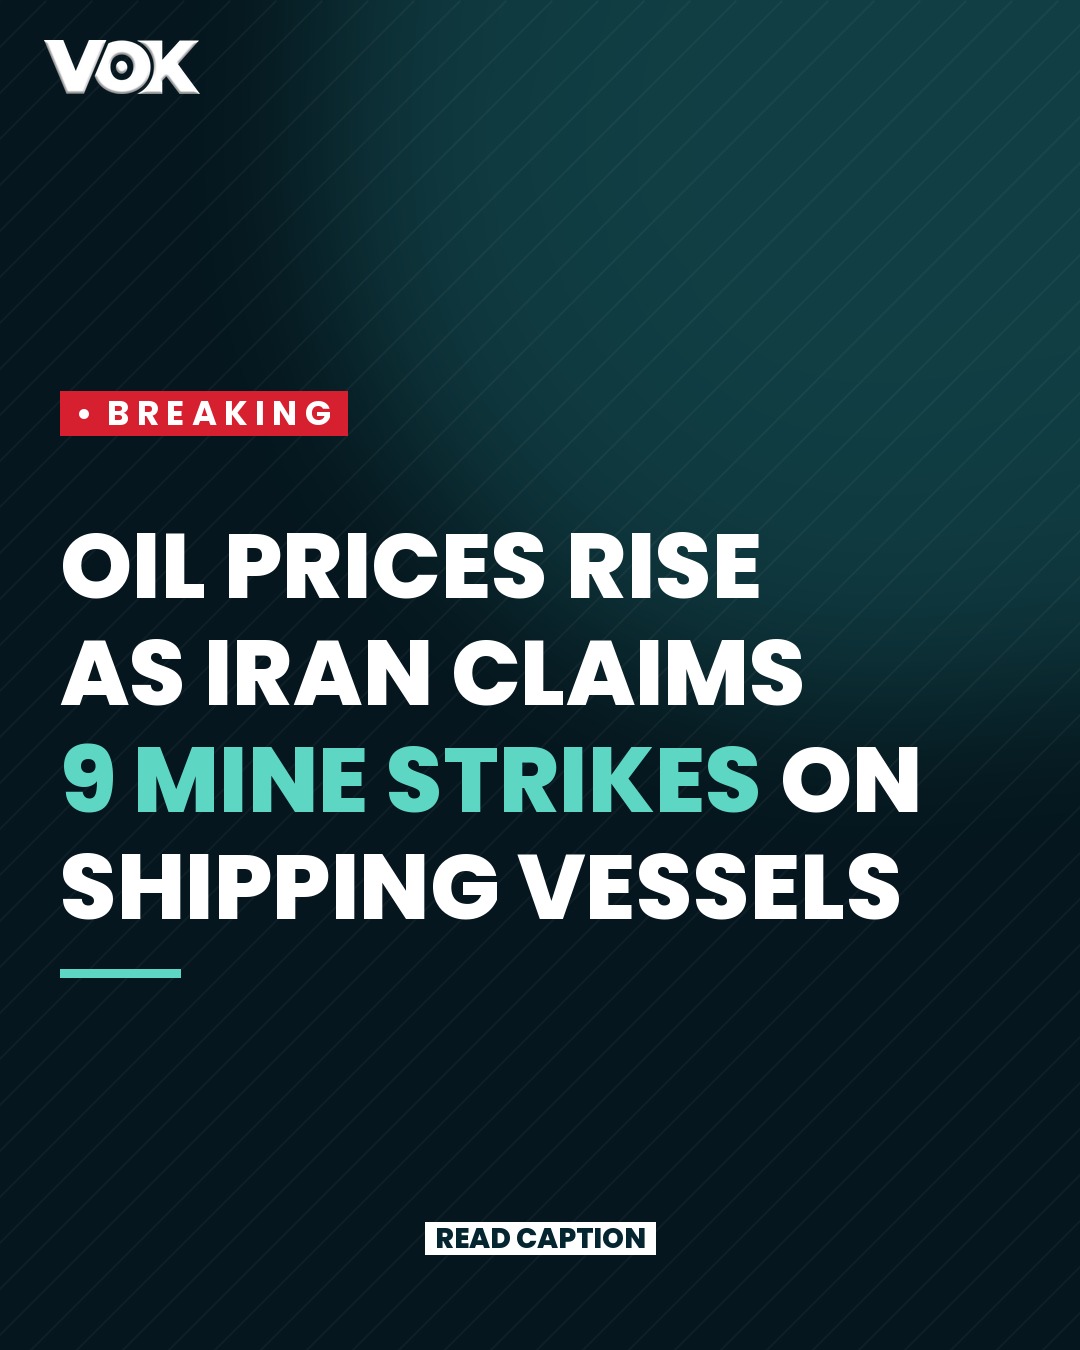 VOK
• BREAKING
OIL PRICES RISE
AS IRAN CLAIMS
9 MINE STRIKES ON
SHIPPING VESSELS
READ CAPTION